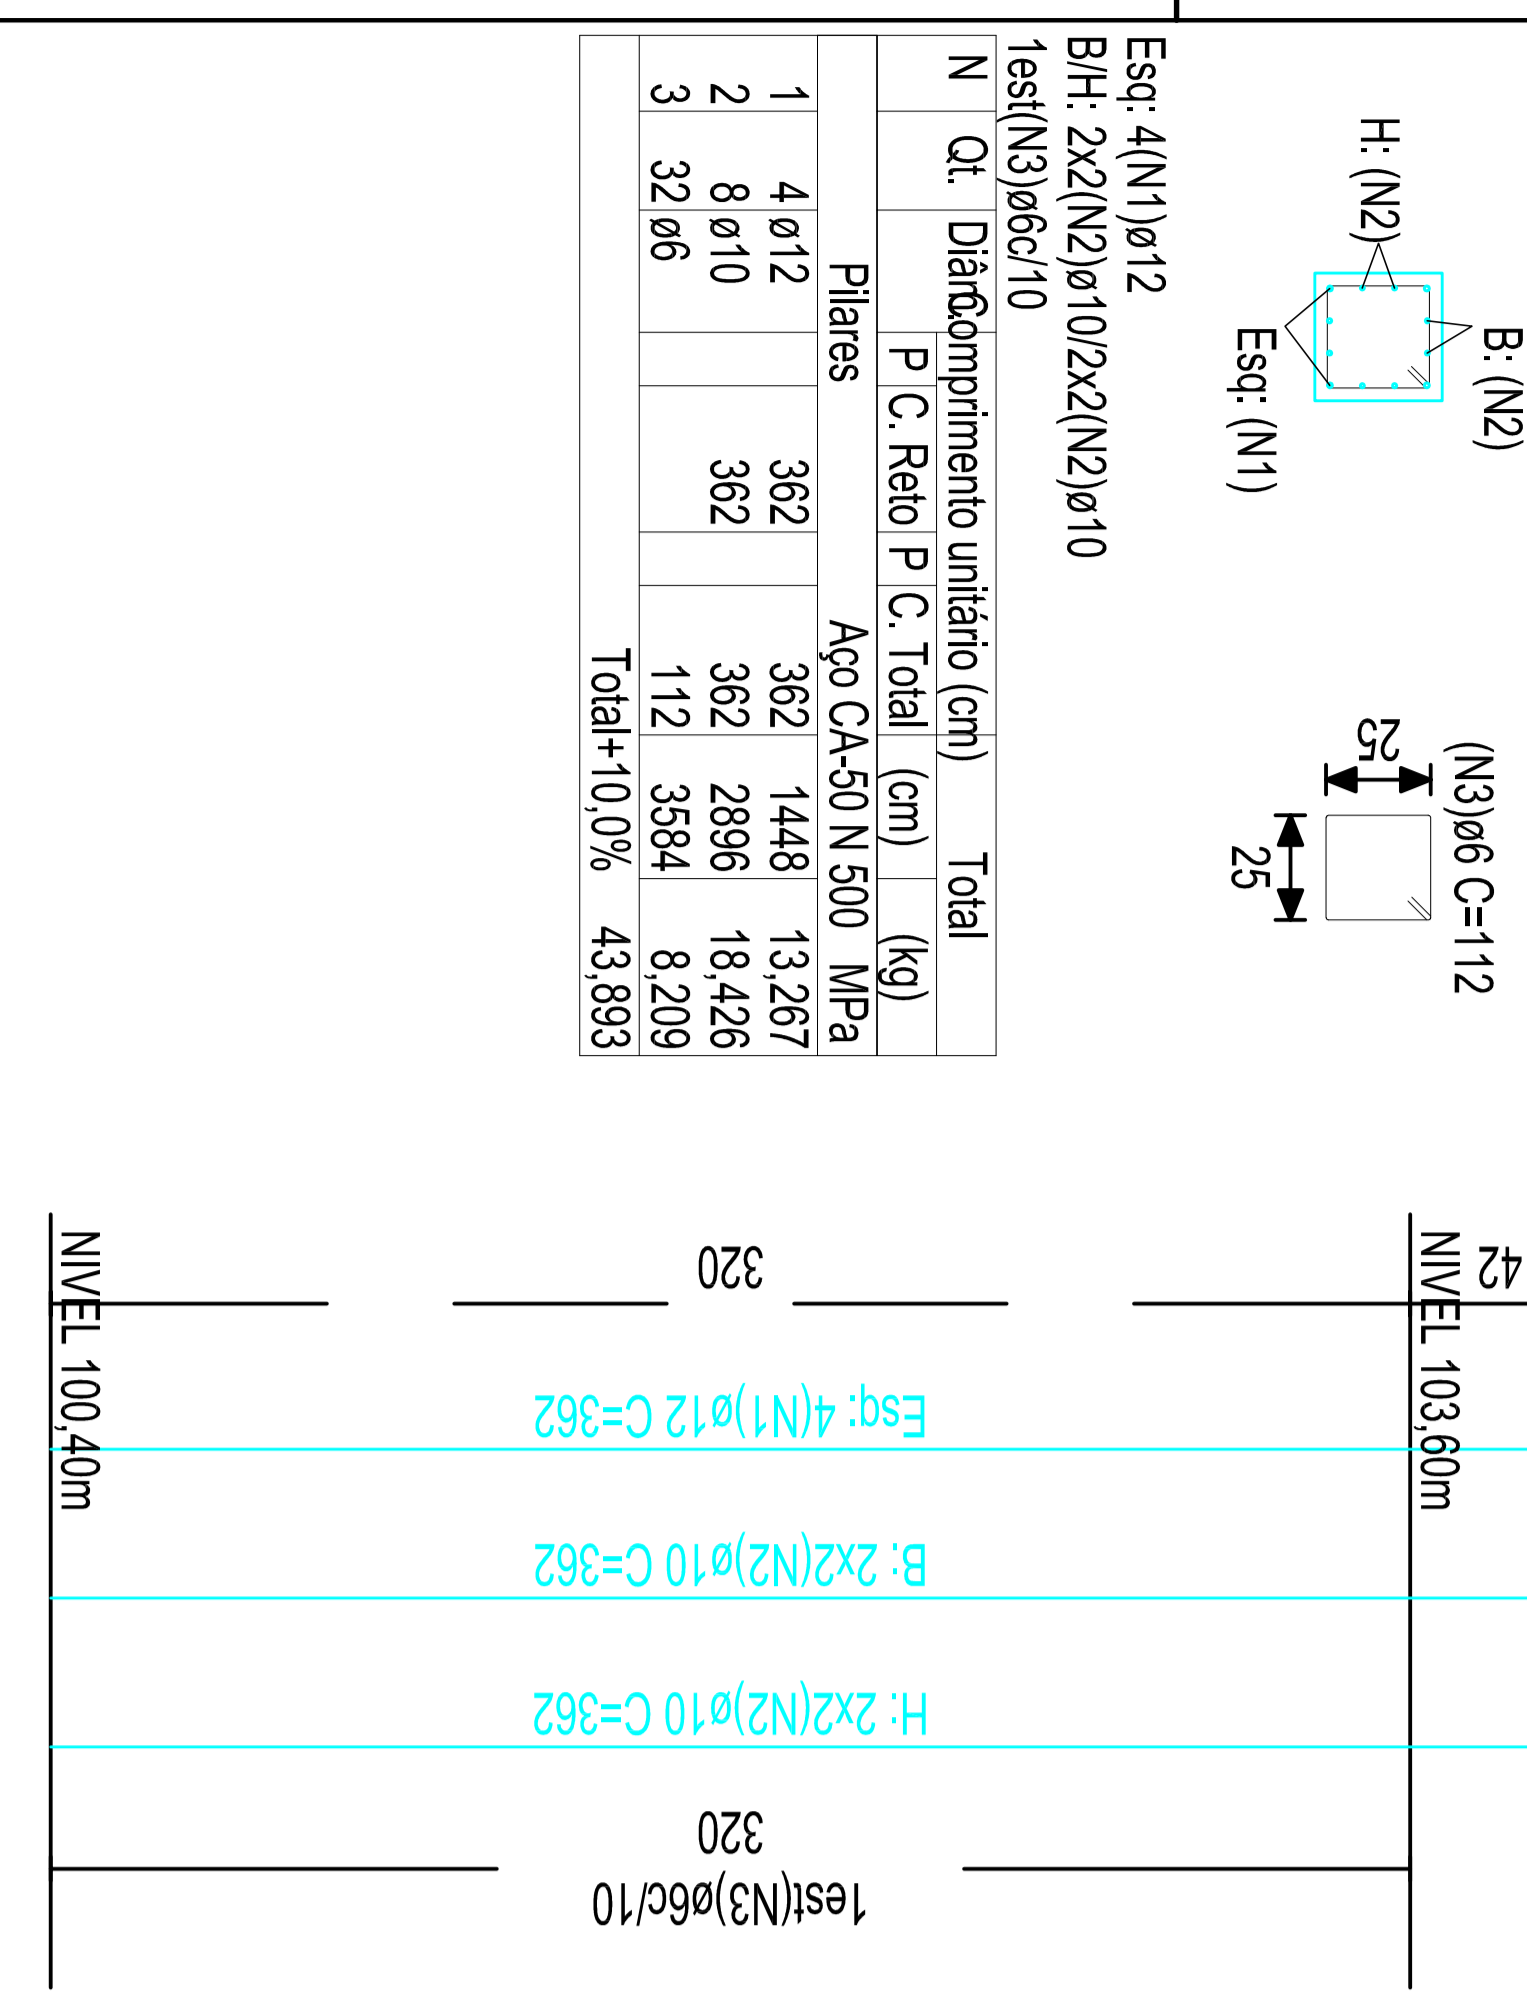 B: (N2)
H: (N2)
Esq: (N1)
(N3)ø6 C=112
25
25
Esq: 4(N1)ø12
B/H: 2x2(N2)ø10/2x2(N2)ø10
1est(N3)ø6c/10
N Qt. Diâm. Comprimento unitário (cm) Total
P C. Reto P C. Total (cm) (kg)
Pilares Aço CA-50 N 500 MPa
1 4 ø12 362 362 1448 13,267
2 8 ø10 362 362 2896 18,426
3 32 ø6 112 3584 8,209
Total+10,0% 43,893
42
NIVEL 103,60m
320
Esq: 4(N1)ø12 C=362
B: 2x2(N2)ø10 C=362
H: 2x2(N2)ø10 C=362
320
1est(N3)ø6c/10
NIVEL 100,40m